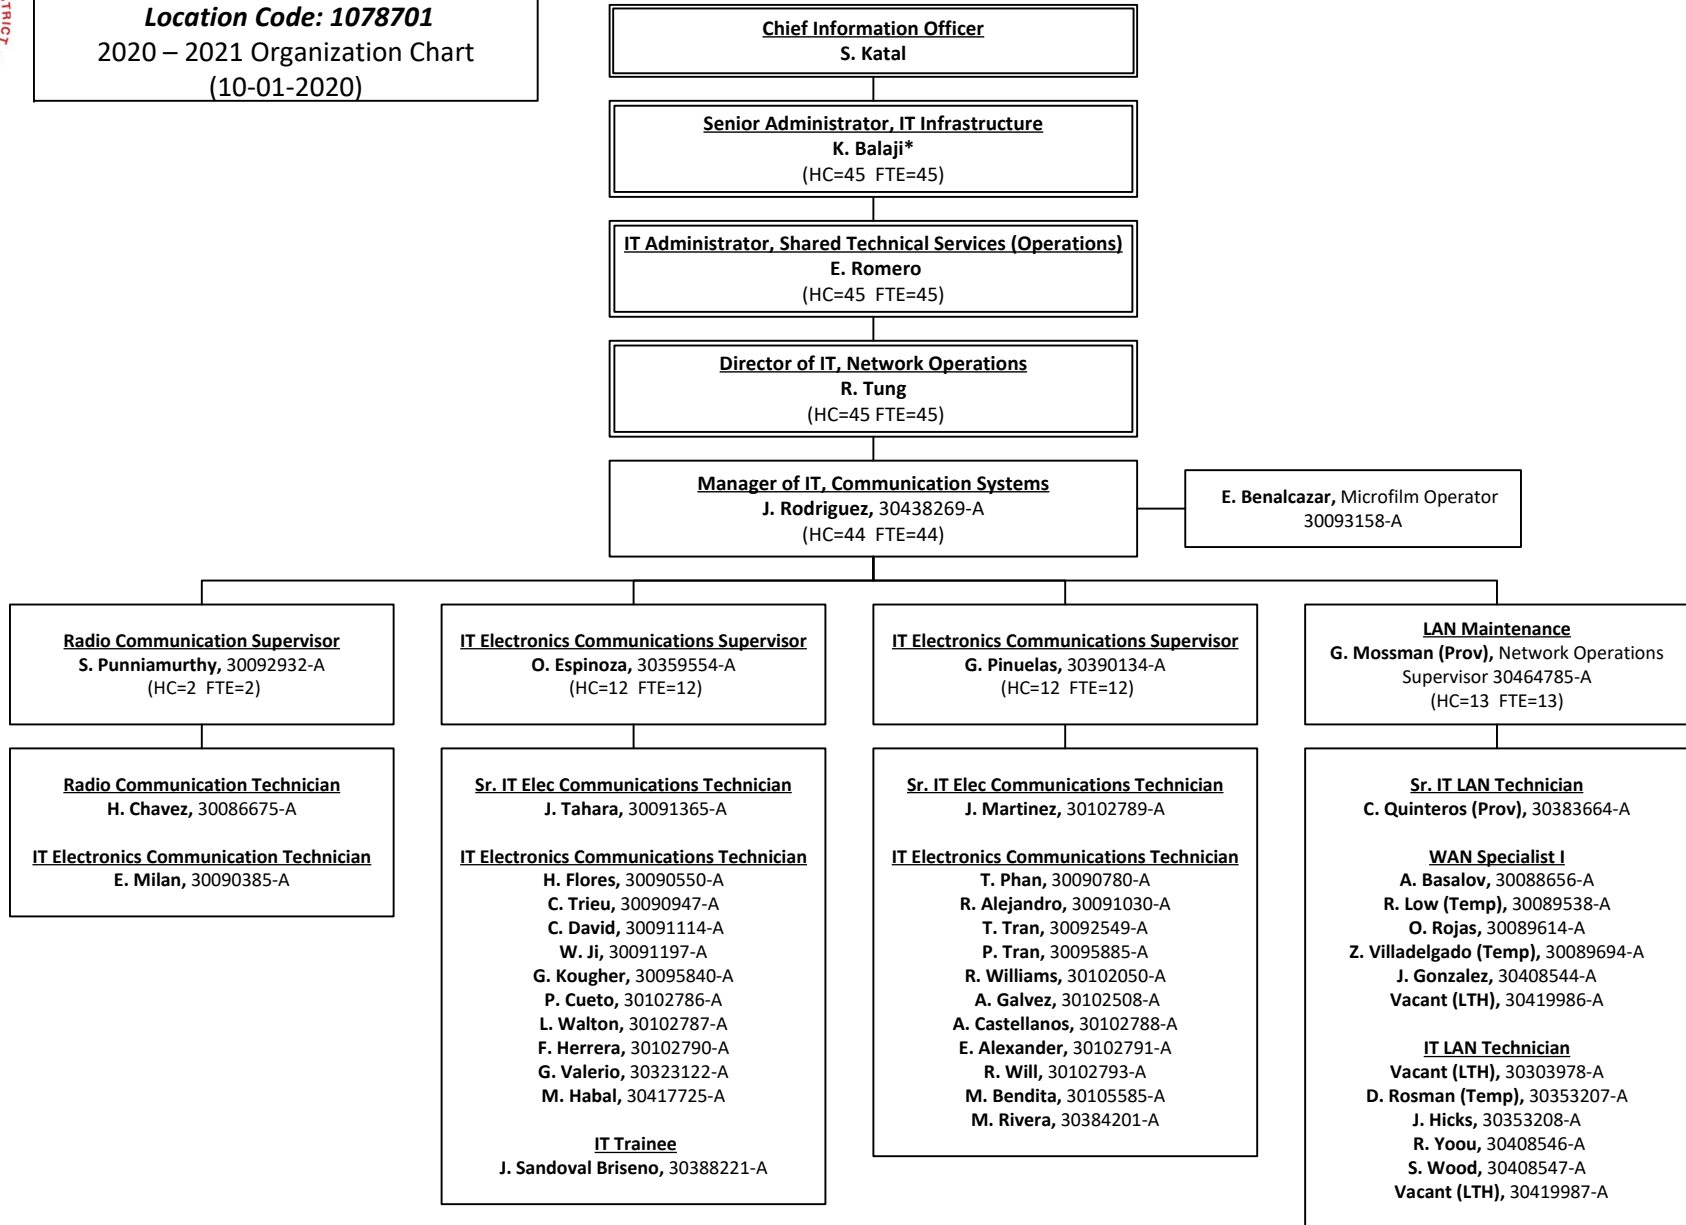 TRICT
Location Code: 1078701
2020 – 2021 Organization Chart
(10-01-2020)
Chief Information Officer
S. Katal
Senior Administrator, IT Infrastructure
K. Balaji*
(HC=45 FTE=45)
IT Administrator, Shared Technical Services (Operations)
E. Romero
(HC=45 FTE=45)
Director of IT, Network Operations
R. Tung
(HC=45 FTE=45)
Manager of IT, Communication Systems
J. Rodriguez, 30438269-A
(HC=44 FTE=44)
E. Benalcazar, Microfilm Operator
30093158-A
Radio Communication Supervisor
S. Punniamurthy, 30092932-A
(HC=2 FTE=2)
Radio Communication Technician
H. Chavez, 30086675-A
IT Electronics Communication Technician
E. Milan, 30090385-A
IT Electronics Communications Supervisor
O. Espinoza, 30359554-A
(HC=12 FTE=12)
Sr. IT Elec Communications Technician
J. Tahara, 30091365-A
IT Electronics Communications Technician
H. Flores, 30090550-A
C. Trieu, 30090947-A
C. David, 30091114-A
W. Ji, 30091197-A
G. Kougher, 30095840-A
P. Cueto, 30102786-A
L. Walton, 30102787-A
F. Herrera, 30102790-A
G. Valerio, 30323122-A
M. Habal, 30417725-A
IT Trainee
J. Sandoval Briseno, 30388221-A
IT Electronics Communications Supervisor
G. Pinuelas, 30390134-A
(HC=12 FTE=12)
Sr. IT Elec Communications Technician
J. Martinez, 30102789-A
IT Electronics Communications Technician
T. Phan, 30090780-A
R. Alejandro, 30091030-A
T. Tran, 30092549-A
P. Tran, 30095885-A
R. Williams, 30102050-A
A. Galvez, 30102508-A
A. Castellanos, 30102788-A
E. Alexander, 30102791-A
R. Will, 30102793-A
M. Bendita, 30105585-A
M. Rivera, 30384201-A
LAN Maintenance
G. Mossman (Prov), Network Operations
Supervisor 30464785-A
(HC=13 FTE=13)
Sr. IT LAN Technician
C. Quinteros (Prov), 30383664-A
WAN Specialist I
A. Basalov, 30088656-A
R. Low (Temp), 30089538-A
O. Rojas, 30089614-A
Z. Villadelgado (Temp), 30089694-A
J. Gonzalez, 30408544-A
Vacant (LTH), 30419986-A
IT LAN Technician
Vacant (LTH), 30303978-A
D. Rosman (Temp), 30353207-A
J. Hicks, 30353208-A
R. Yoou, 30408546-A
S. Wood, 30408547-A
Vacant (LTH), 30419987-A